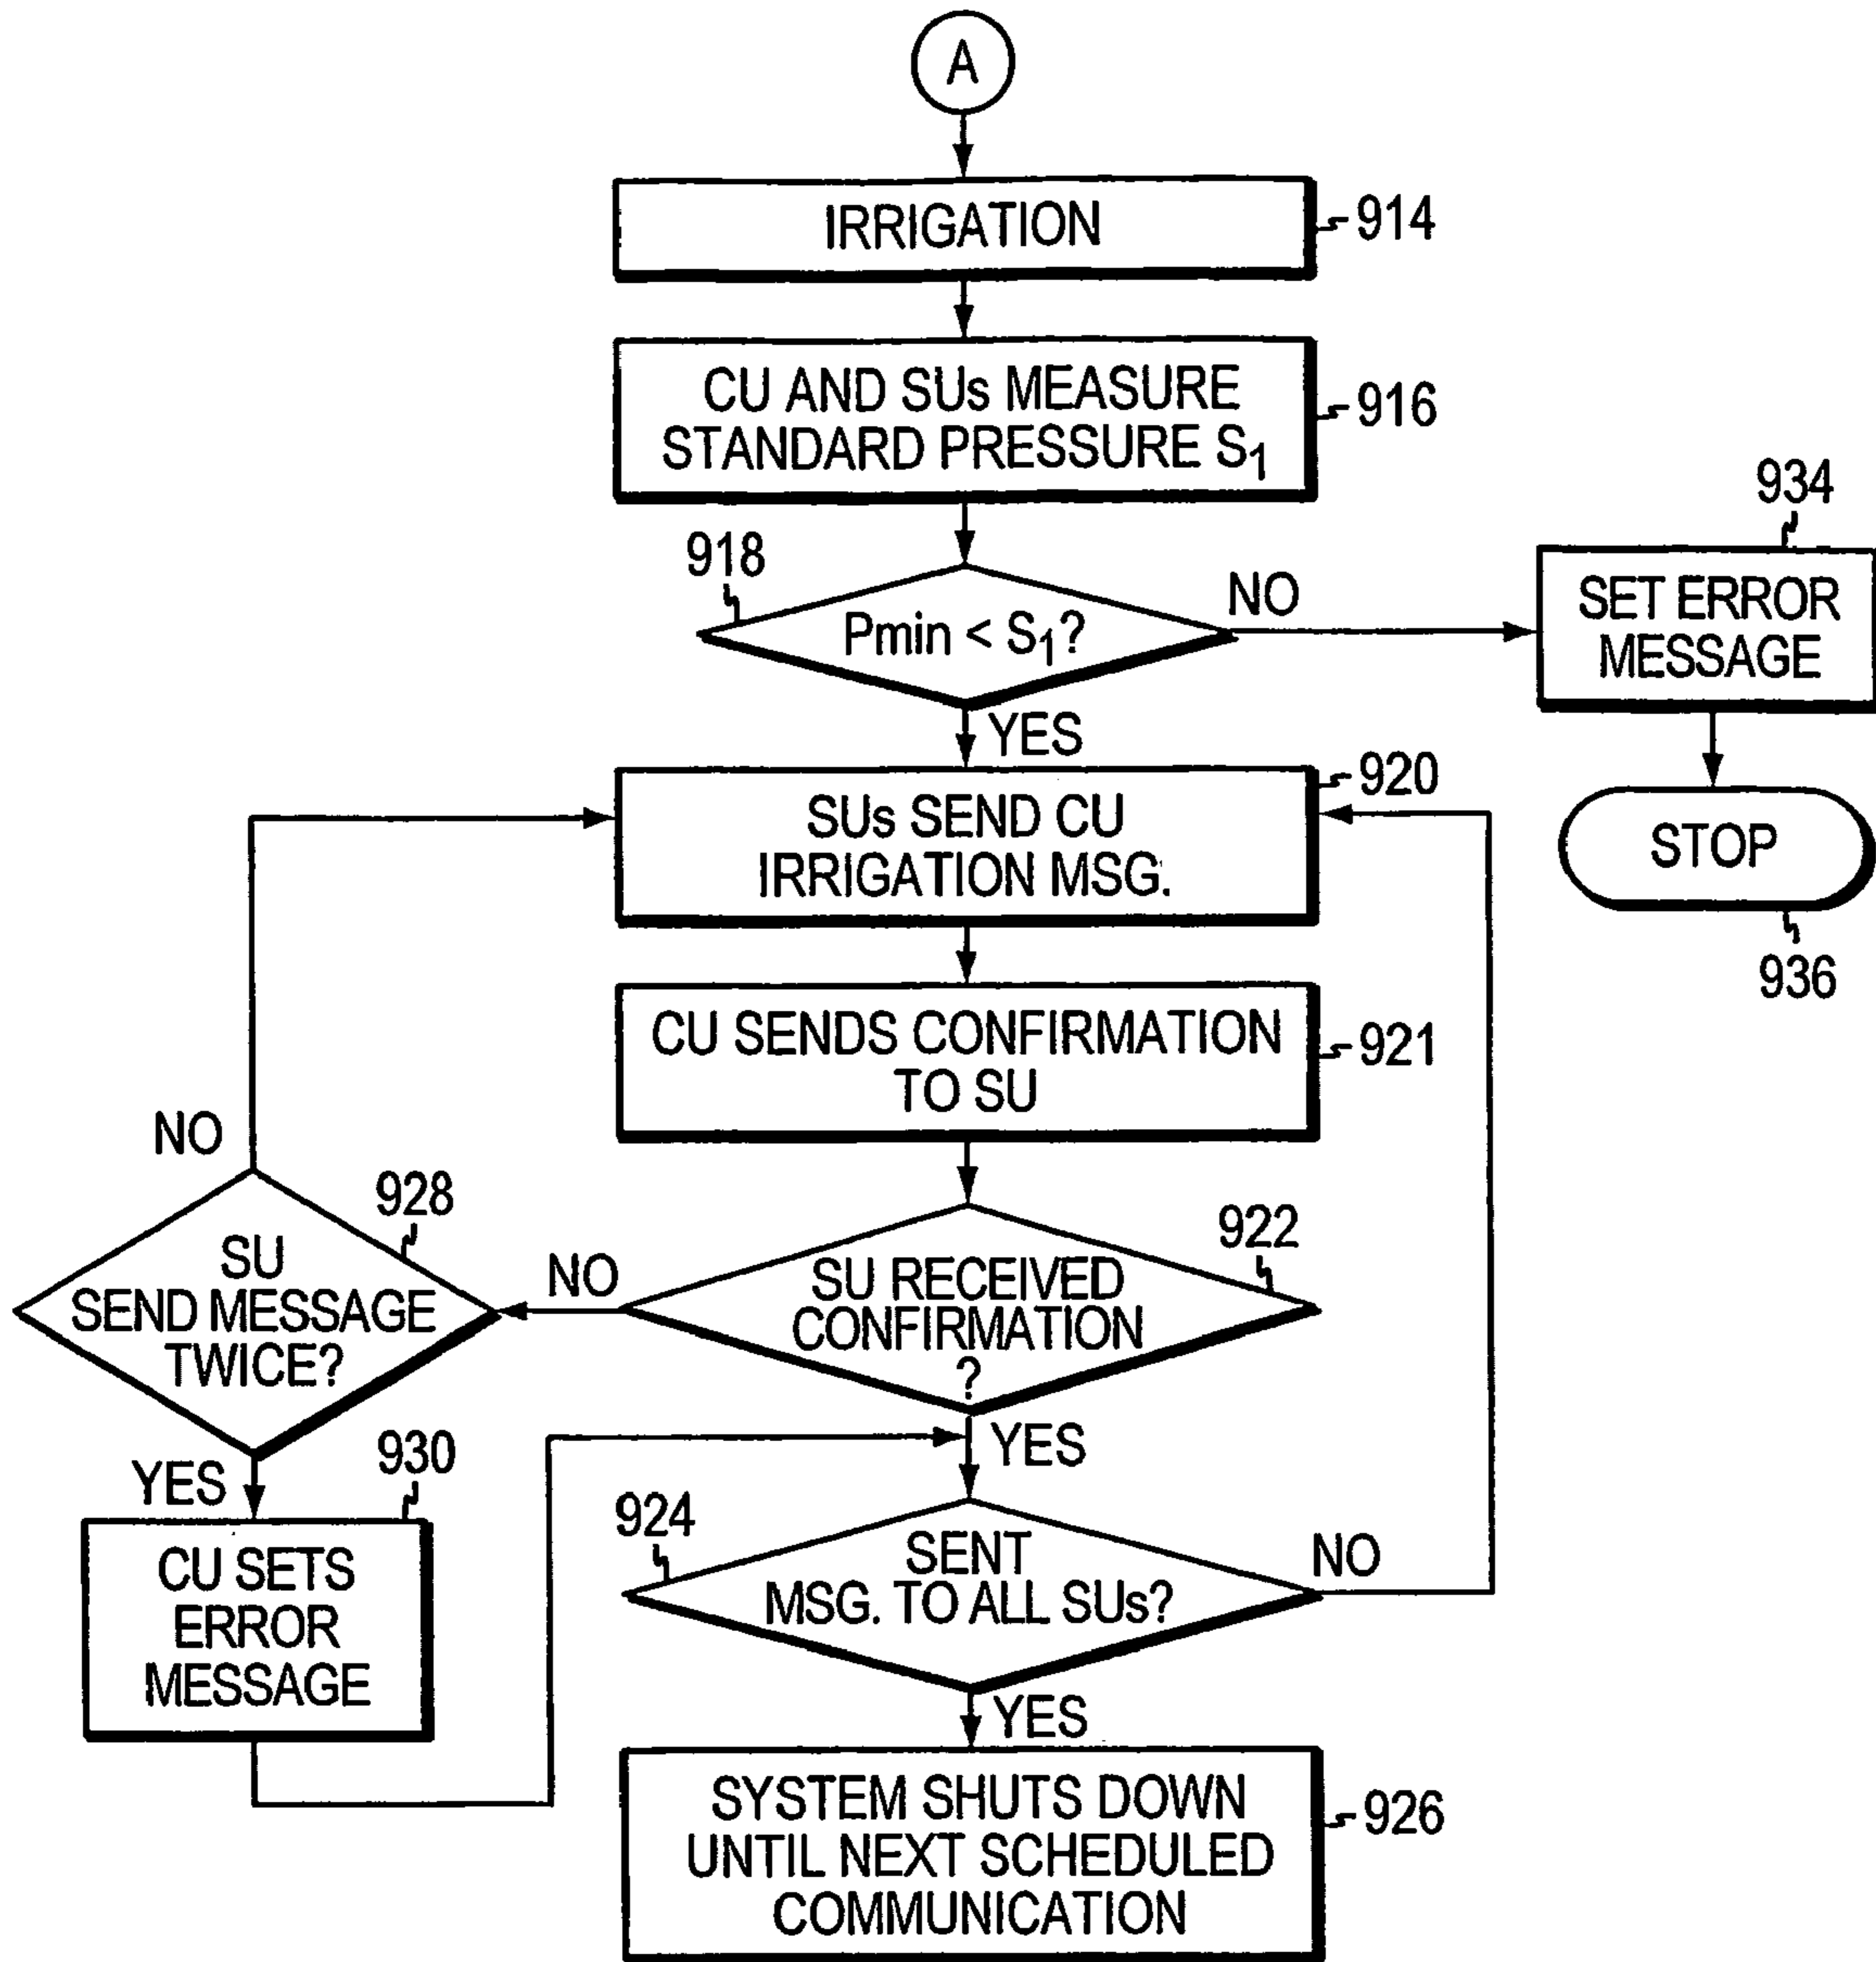 A
IRRIGATION
914
CU AND SUs MEASURE
STANDARD PRESSURE S₁
916
918
Pmin < S₁?
NO
934
SET ERROR
MESSAGE
YES
920
SUs SEND CU
IRRIGATION MSG.
STOP
936
CU SENDS CONFIRMATION
TO SU
921
NO
928
SU
SEND MESSAGE
TWICE?
NO
922
SU RECEIVED
CONFIRMATION
?
YES
YES
930
CU SETS
ERROR
MESSAGE
924
SENT
MSG. TO ALL SUs?
NO
YES
SYSTEM SHUTS DOWN
UNTIL NEXT SCHEDULED
COMMUNICATION
926